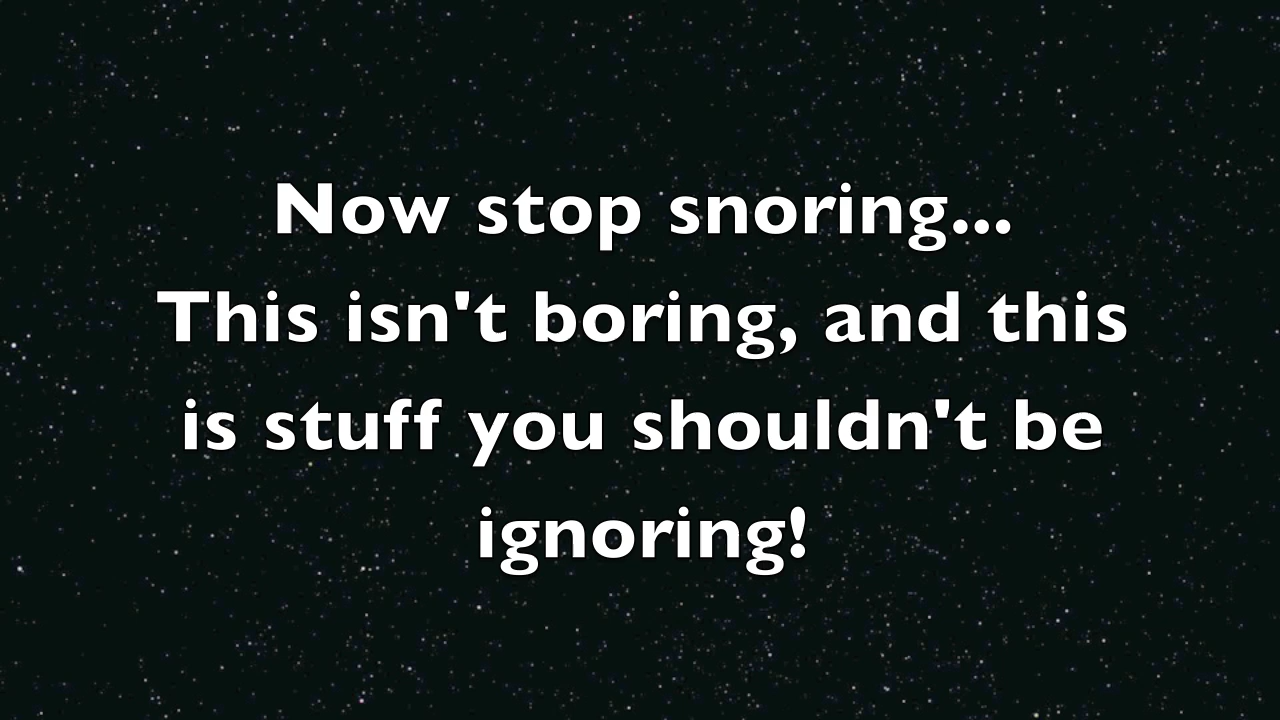 Now stop snoring...
This isn't boring, and this
is stuff you shouldn't be
ignoring!